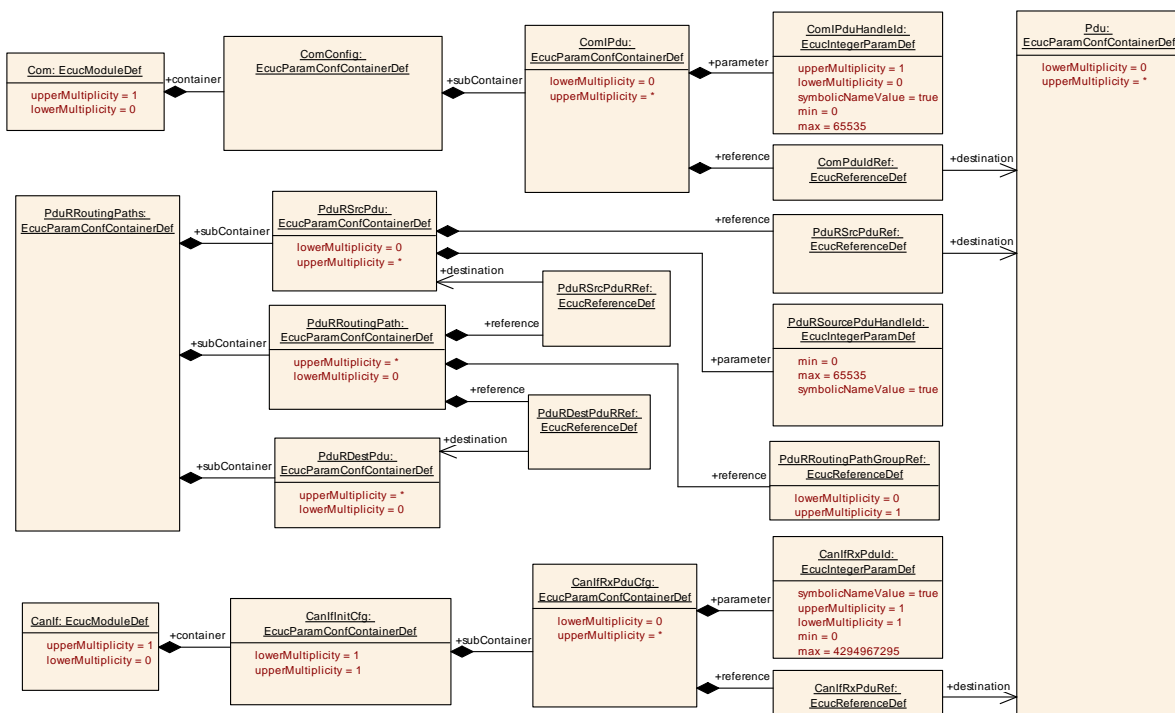 Com: EcucModuleDef
upperMultiplicity = 1
lowerMultiplicity = 0
+container
ComConfig:
EcucParamConfContainerDef
+subContainer
ComIPdu:
EcucParamConfContainerDef
lowerMultiplicity = 0
upperMultiplicity = *
+parameter
ComIPduHandleId:
EcucIntegerParamDef
upperMultiplicity = 1
lowerMultiplicity = 0
symbolicNameValue = true
min = 0
max = 65535
+reference
ComPduIdRef:
EcucReferenceDef
+destination
Pdu:
EcucParamConfContainerDef
lowerMultiplicity = 0
upperMultiplicity = *
PduRRoutingPaths:
EcucParamConfContainerDef
+subContainer
PduRSrcPdu:
EcucParamConfContainerDef
lowerMultiplicity = 0
upperMultiplicity = *
+reference
PduRSrcPduRef:
EcucReferenceDef
+destination
+destination
PduRSrcPduRRef:
EcucReferenceDef
+subContainer
PduRRoutingPath:
EcucParamConfContainerDef
upperMultiplicity = *
lowerMultiplicity = 0
+reference
+parameter
PduRSourcePduHandleId:
EcucIntegerParamDef
min = 0
max = 65535
symbolicNameValue = true
+reference
PduRDestPduRRef:
EcucReferenceDef
+destination
+subContainer
PduRDestPdu:
EcucParamConfContainerDef
upperMultiplicity = *
lowerMultiplicity = 0
+reference
PduRRoutingPathGroupRef:
EcucReferenceDef
lowerMultiplicity = 0
upperMultiplicity = 1
CanIf: EcucModuleDef
upperMultiplicity = 1
lowerMultiplicity = 0
+container
CanIfInitCfg:
EcucParamConfContainerDef
lowerMultiplicity = 1
upperMultiplicity = 1
+subContainer
CanIfRxPduCfg:
EcucParamConfContainerDef
lowerMultiplicity = 0
upperMultiplicity = *
+parameter
CanIfRxPduId:
EcucIntegerParamDef
symbolicNameValue = true
upperMultiplicity = 1
lowerMultiplicity = 1
min = 0
max = 4294967295
+reference
CanIfRxPduRef:
EcucReferenceDef
+destination